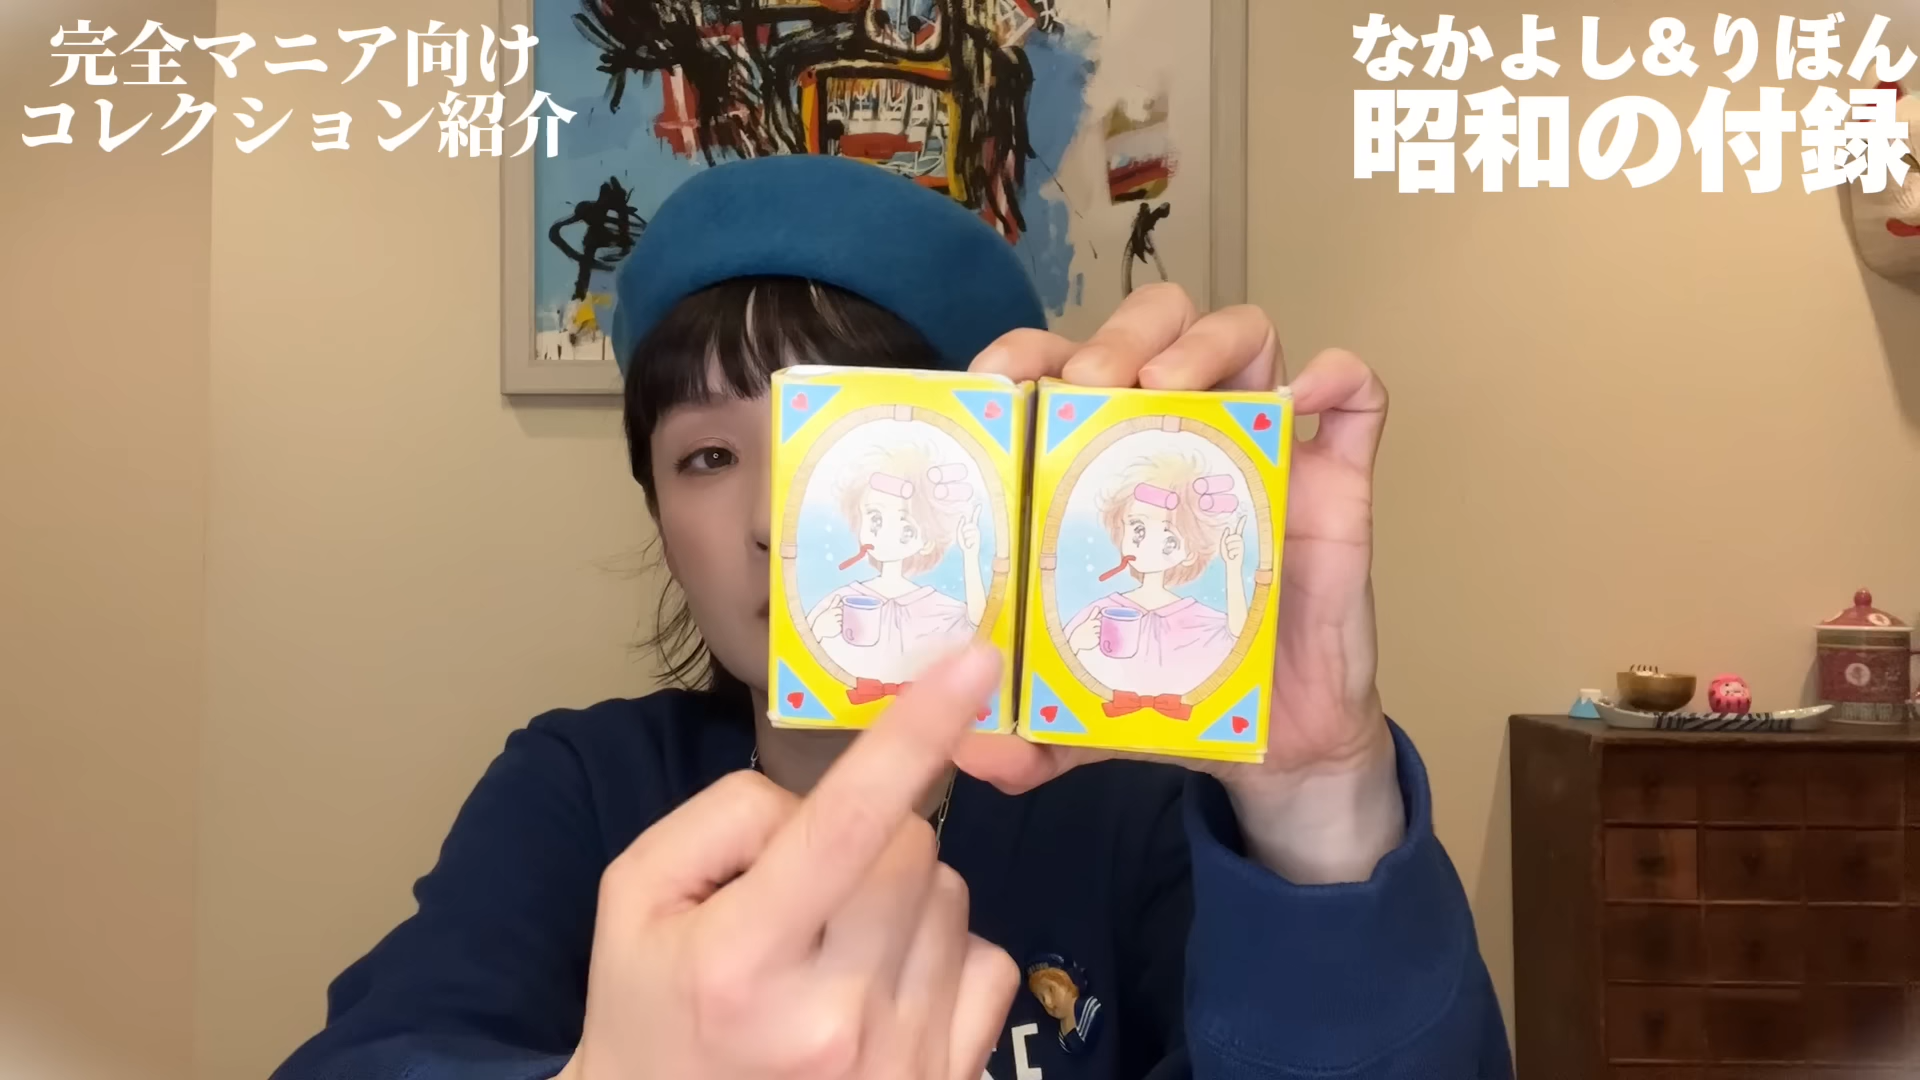 完全マニア向け
コレクション紹介
なかよし&りぼん
昭和の付録